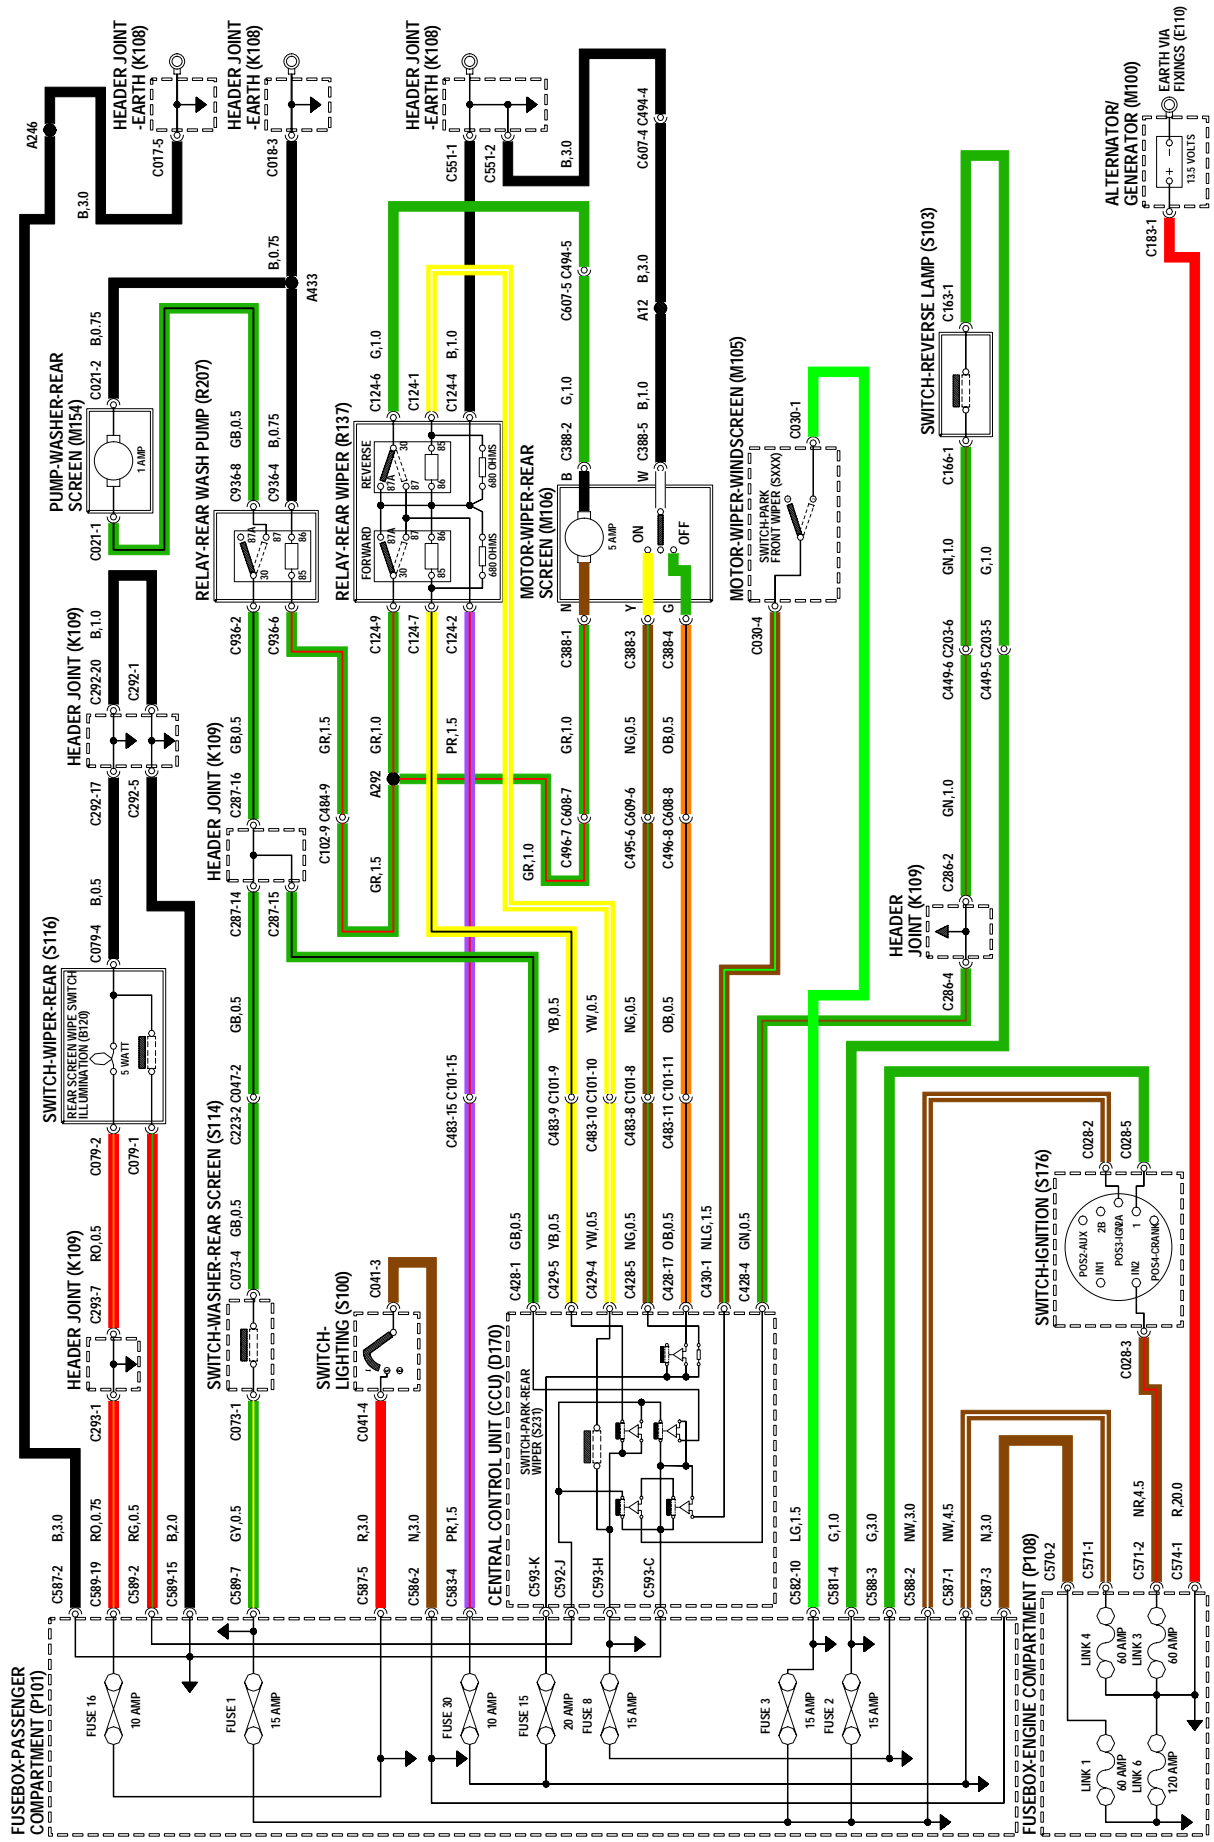 FUSEBOX-PASSENGER
COMPARTMENT (P101)
FUSE 16
10 AMP
FUSE 1
15 AMP
FUSE 30
10 AMP
FUSE 15
20 AMP
FUSE 8
15 AMP
FUSE 3
15 AMP
FUSE 2
15 AMP
FUSEBOX-ENGINE COMPARTMENT (P108)
LINK 1
60 AMP
LINK 6
120 AMP
LINK 4
60 AMP
LINK 3
60 AMP
C587-2
B,3.0
C589-19
RO,0.75
C589-2
RG,0.5
C589-15
B,2.0
C589-7
GY,0.5
C587-5
R,3.0
C586-2
N,3.0
C583-4
PR,1.5
C593-K
C592-J
C593-H
C593-C
C582-10
LG,1.5
C581-4
G,1.0
C588-3
G,3.0
C588-2
NW,3.0
C587-1
NW,4.5
C587-3
N,3.0
C570-2
C571-1
C571-2
NR,4.5
C574-1
R,20.0
HEADER JOINT (K109)
C293-1
C293-7
RO,0.5
SWITCH-WASHER-REAR SCREEN (S114)
C073-1
C073-4
GB,0.5
C223-2
C047-2
GB,0.5
SWITCH-
LIGHTING (S100)
C041-4
C041-3
CENTRAL CONTROL UNIT (CCU) (D170)
SWITCH-PARK-REAR
WIPER (S231)
C428-1
GB,0.5
C429-5
YB,0.5
C429-4
YW,0.5
C428-5
NG,0.5
C428-17
OB,0.5
C430-1
NLG,1.5
C428-4
GN,0.5
SWITCH-IGNITION (S176)
C028-3
C028-2
C028-5
POS2-AUX
IN1
2B
POS3-IGN
2A
1
IN2
POS4-CRANK
SWITCH-WIPER-REAR (S116)
REAR SCREEN WIPE SWITCH
ILLUMINATION (B120)
5 WATT
C079-2
C079-1
C079-4
B,0.5
C483-15
C101-15
C483-9
C101-9
YB,0.5
C483-10
C101-10
YW,0.5
C483-8
C101-8
NG,0.5
C483-11
C101-11
OB,0.5
HEADER JOINT (K109)
C292-17
C292-5
C292-20
B,1.0
C292-1
HEADER JOINT (K109)
C287-14
C287-15
C287-16
GB,0.5
C102-9
C484-9
GR,1.5
GR,1.5
A292
GR,1.0
PR,1.5
GR,1.0
C496-7
C608-7
GR,1.0
C495-6
C609-6
NG,0.5
C496-8
C608-8
OB,0.5
HEADER
JOINT (K109)
C286-4
C286-2
GN,1.0
C449-6
C203-6
GN,1.0
C449-5
C203-5
G,1.0
PUMP-WASHER-REAR
SCREEN (M154)
1 AMP
C021-1
C021-2
B,0.75
RELAY-REAR WASH PUMP (R207)
C936-2
C936-6
C936-8
GB,0.5
C936-4
B,0.75
30
87A
87
85
86
RELAY-REAR WIPER (R137)
C124-9
C124-7
C124-2
C124-6
G,1.0
C124-1
C124-4
B,1.0
FORWARD
REVERSE
30
87A
87
85
86
680 OHMS
87A
30
87
86
85
680 OHMS
MOTOR-WIPER-REAR
SCREEN (M106)
5 AMP
ON
OFF
N
Y
G
B
W
C388-1
C388-3
C388-4
C388-2
G,1.0
C388-5
B,1.0
MOTOR-WIPER-WINDSCREEN (M105)
SWITCH-PARK
FRONT WIPER (SXXX)
C030-4
C030-1
SWITCH-REVERSE LAMP (S103)
C166-1
C163-1
A246
B,3.0
A433
B,0.75
HEADER JOINT
-EARTH (K108)
C017-5
HEADER JOINT
-EARTH (K108)
C018-3
HEADER JOINT
-EARTH (K108)
C551-1
C551-2
B,3.0
C607-5
C494-5
C607-4
C494-4
A12
B,3.0
ALTERNATOR/
GENERATOR (M100)
13.5 VOLTS
+
-
C183-1
EARTH VIA
FIXINGS (E110)